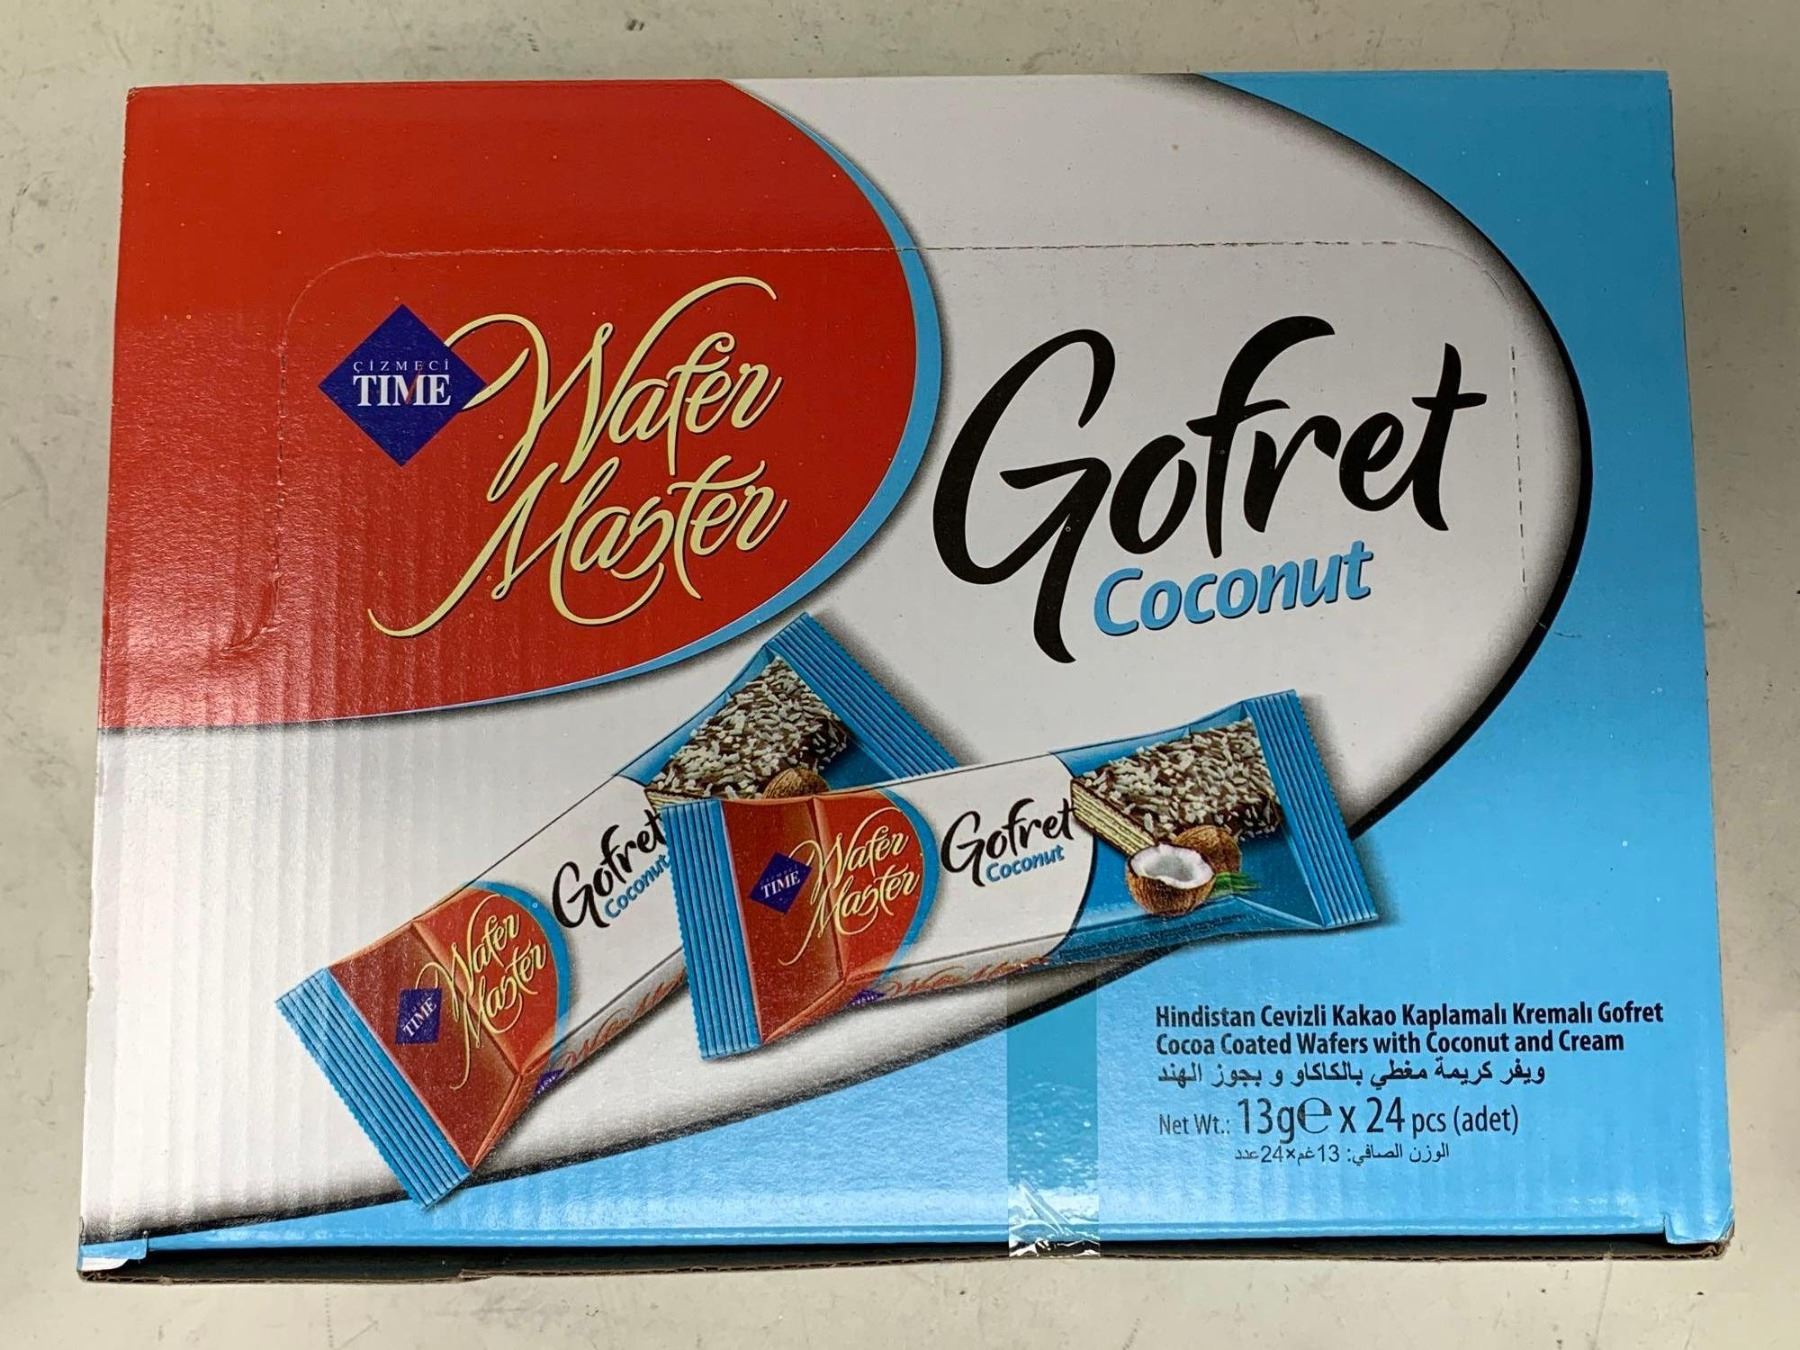 ÇİZMECİ
TIME
Wafer
Master
Gofret
Coconut
Gofret
Coconut
Wafer
Master
TIME
Wafer
Master
TIME
Gofret
Coconut
Hindistan Cevizli Kakao Kaplamalı Kremalı Gofret
Cocoa Coated Wafers with Coconut and Cream
ويفر كريمة مغطي بالكاكاو و بجوز الهند
Net Wt.: 13g℮ x 24 pcs (adet)
الوزن الصافي: 13غم×24عدد